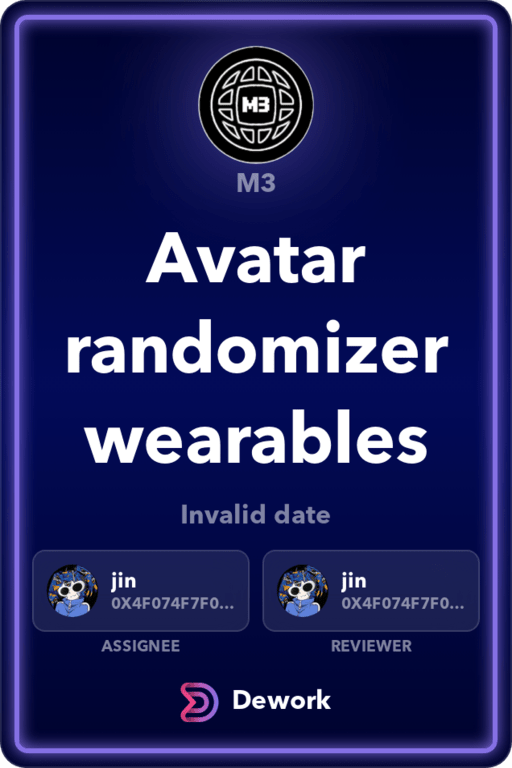 M3
M3
Avatar
randomizer
wearables
Invalid date
jin
0X4F074F7F0...
jin
0X4F074F7F0...
ASSIGNEE
REVIEWER
Dework